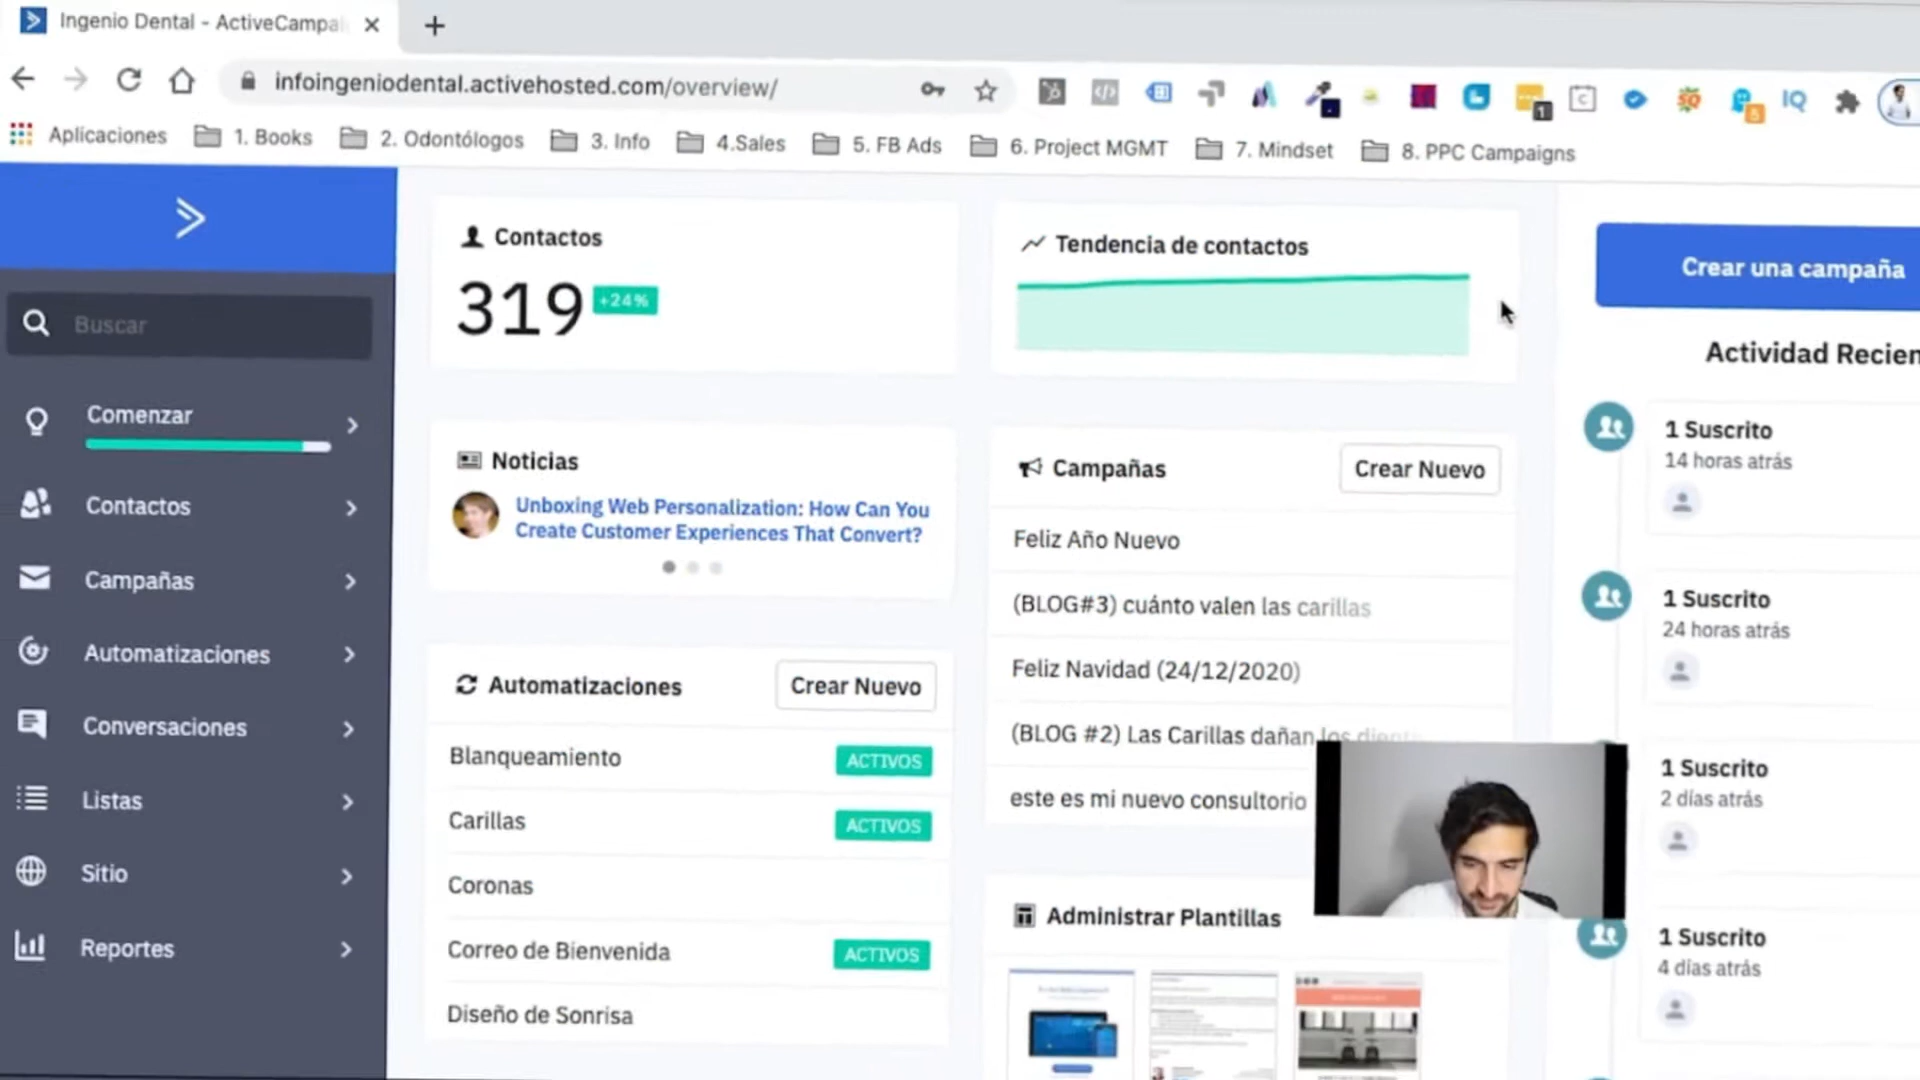 Ingenio Dental - ActiveCampai
infoingeniodental.activehosted.com/overview/
Aplicaciones
1. Books
2. Odontólogos
3. Info
4.Sales
5. FB Ads
6. Project MGMT
7. Mindset
8. PPC Campaigns
Buscar
Comenzar
Contactos
Campañas
Automatizaciones
Conversaciones
Listas
Sitio
Reportes
Contactos
319 +24%
Noticias
Unboxing Web Personalization: How Can You
Create Customer Experiences That Convert?
Automatizaciones
Crear Nuevo
Blanqueamiento ACTIVOS
Carillas ACTIVOS
Coronas
Correo de Bienvenida ACTIVOS
Diseño de Sonrisa
Tendencia de contactos
Campañas
Crear Nuevo
Feliz Año Nuevo
(BLOG#3) cuánto valen las carillas
Feliz Navidad (24/12/2020)
(BLOG #2) Las Carillas dañan los dient
este es mi nuevo consultorio
Administrar Plantillas
Crear una campaña
Actividad Recien
1 Suscrito
14 horas atrás
1 Suscrito
24 horas atrás
1 Suscrito
2 días atrás
1 Suscrito
4 días atrás